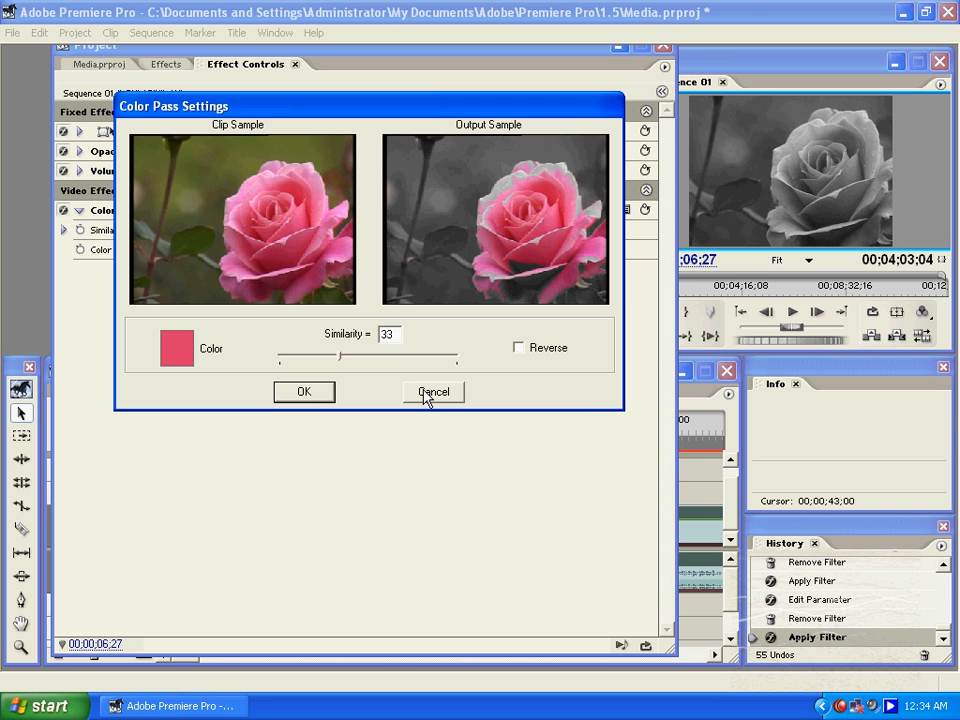 Adobe Premiere Pro - C:\Documents and Settings\Administrator\My Documents\Adobe\Premiere Pro\1.5\Media.prproj *
File Edit Project Clip Sequence Marker Title Window Help
Project
Media.prproj Effects Effect Controls
Sequence 01
Fixed Effe
Opac
Volu
Video Effe
Color
Simila
Color
00;00;06;27
Color Pass Settings
Clip Sample Output Sample
Similarity = 33
Color
Reverse
OK Cancel
nce 01
;06;27 Fit 00;04;03;04
00;04;16;08 00;08;32;16 00;12
00
Info
Cursor: 00;00;43;00
History
Remove Filter
Apply Filter
Edit Parameter
Remove Filter
Apply Filter
55 Undos
start Adobe Premiere Pro -... 12:34 AM